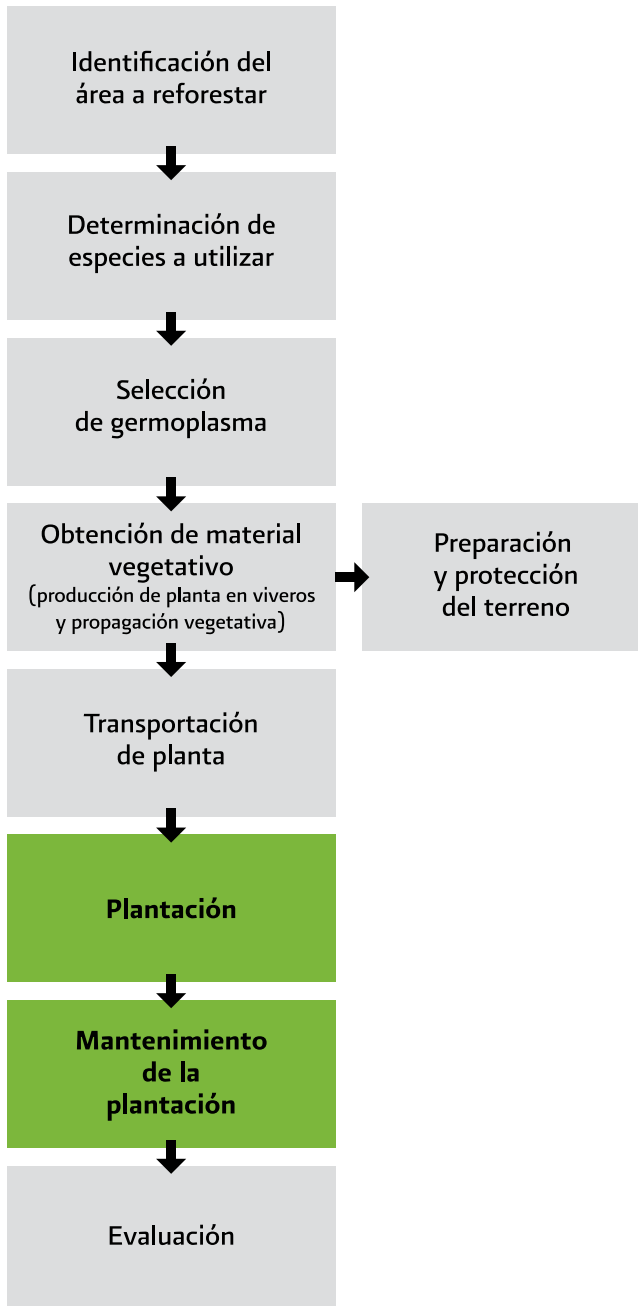 Identificación del
área a reforestar
Determinación de
especies a utilizar
Selección
de germoplasma
Obtención de material
vegetativo
(producción de planta en viveros
y propagación vegetativa)
Preparación
y protección
del terreno
Transportación
de planta
Plantación
Mantenimiento
de la
plantación
Evaluación